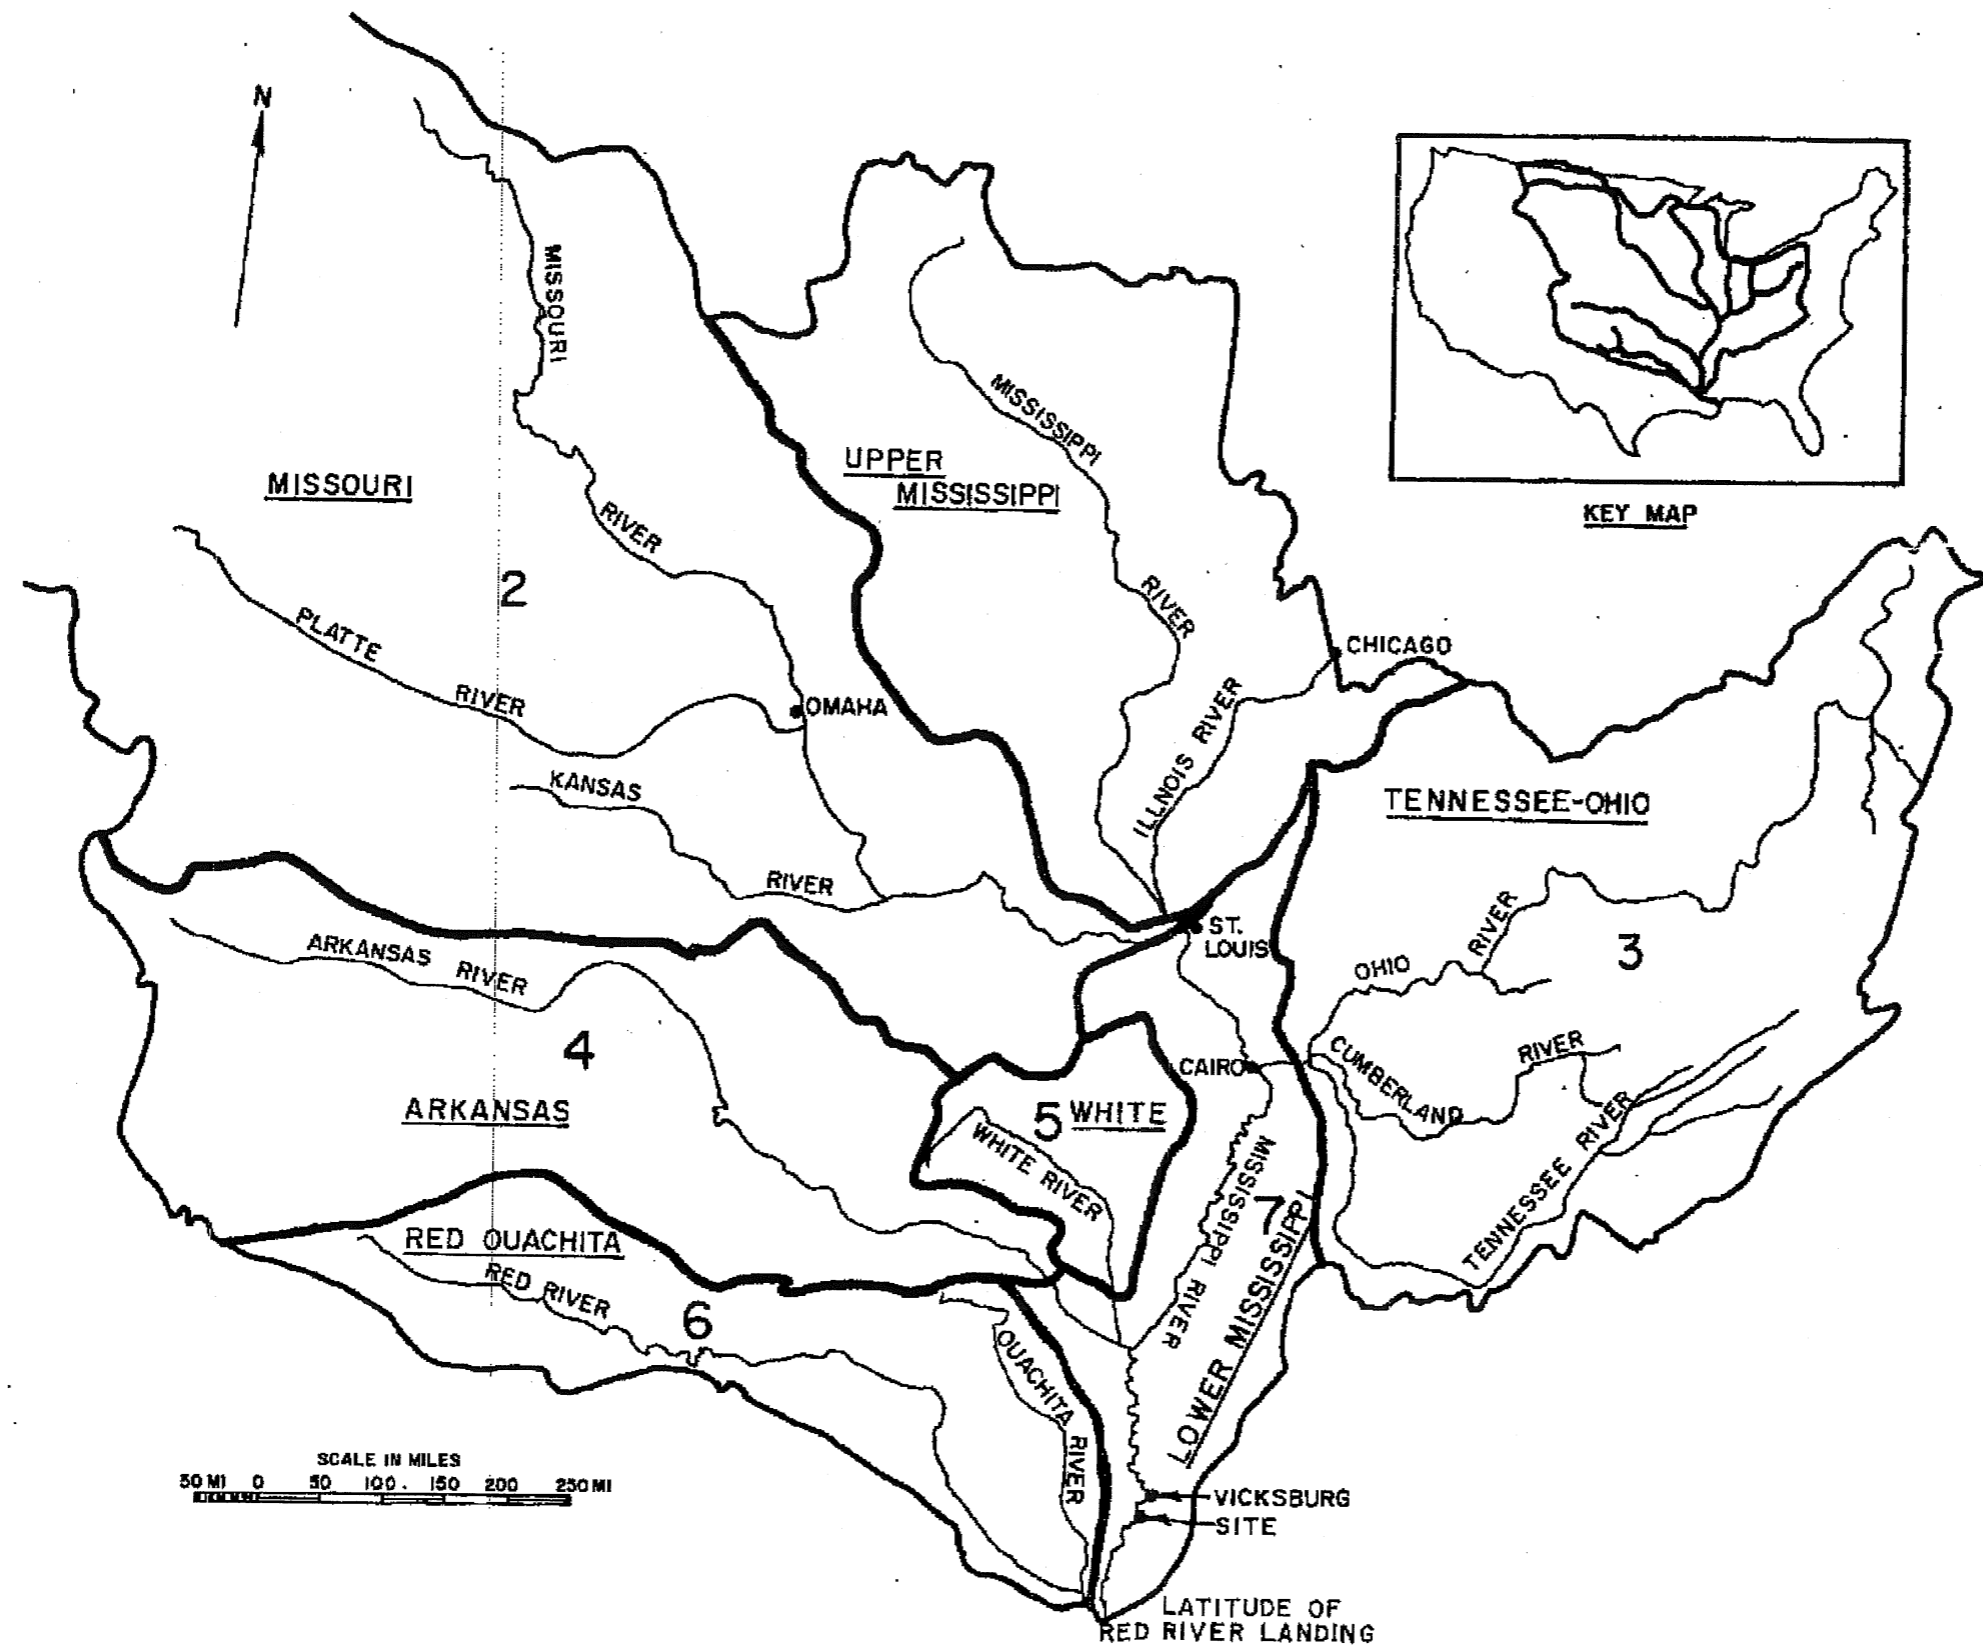 N
MISSOURI
RIVER
MISSISSIPPI
RIVER
UPPER
MISSISSIPPI
MISSOURI
2
KEY MAP
PLATTE
RIVER
OMAHA
CHICAGO
KANSAS
RIVER
ILLNOIS RIVER
TENNESSEE-OHIO
ST.
LOUIS
3
OHIO
RIVER
ARKANSAS RIVER
4
ARKANSAS
CAIRO
CUMBERLAND
RIVER
5 WHITE
WHITE RIVER
MISSISSIPPI RIVER
7
LOWER MISSISSIPPI
TENNESSEE RIVER
RED OUACHITA
RED RIVER
6
OUACHITA
RIVER
SCALE IN MILES
50 MI 0 50 100 150 200 250 MI
VICKSBURG
SITE
LATITUDE OF
RED RIVER LANDING